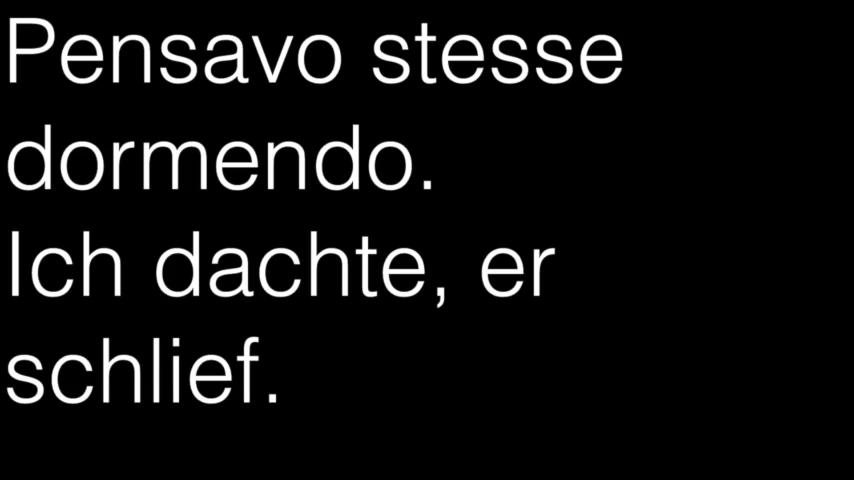 Pensavo stesse
dormendo.
Ich dachte, er
schlief.